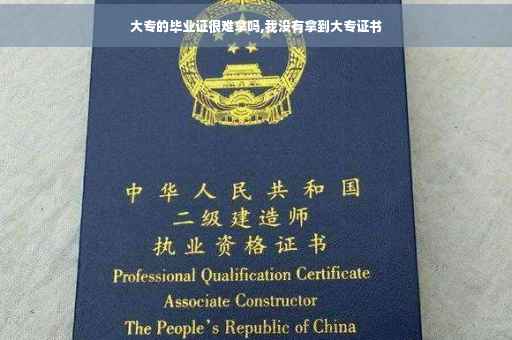 大专的毕业证很难拿吗,我没有拿到大专证书
中华人民共和国
二级建造师
执业资格证书
Professional Qualification Certificate
Associate Constructor
The People's Republic of China